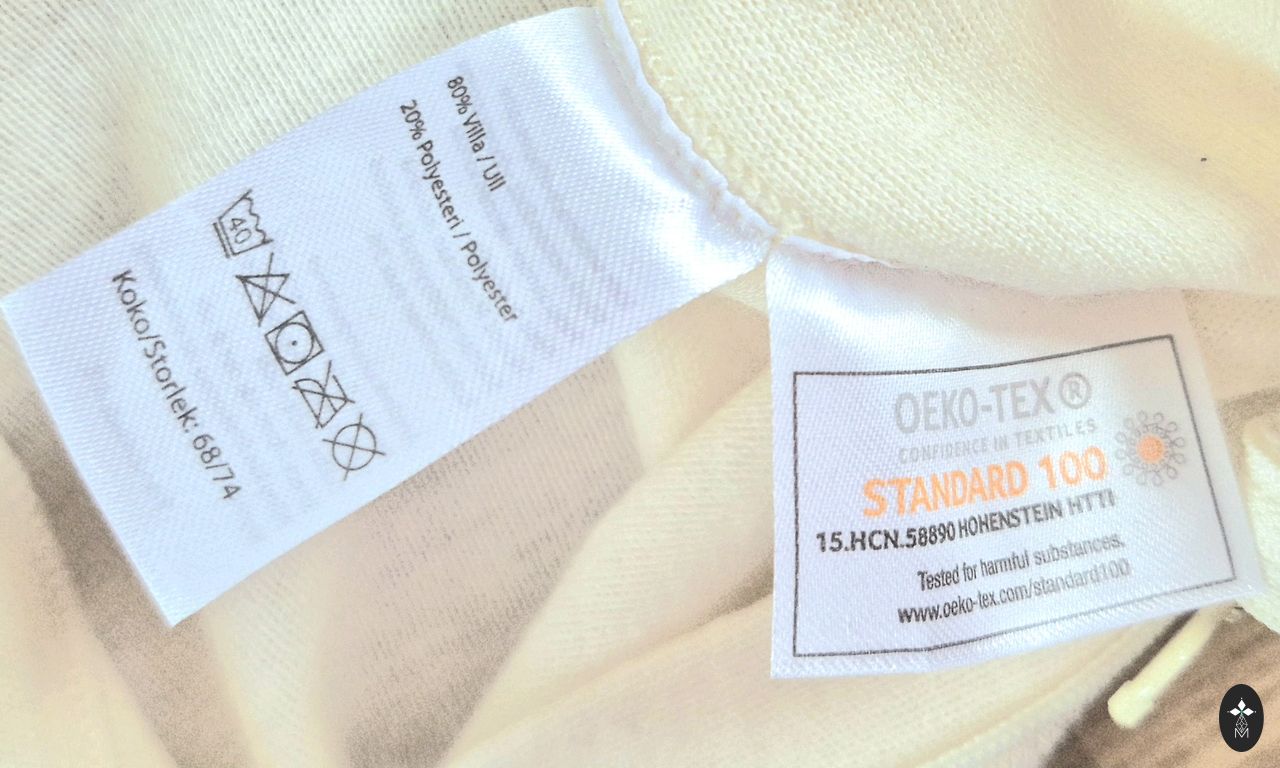 80% Villa / Ull
20% Polyesteri / Polyester
40
Koko/Storlek: 68/74
OEKO-TEX®
CONFIDENCE IN TEXTILES
STANDARD 100
15.HCN.58890 HOHENSTEIN HTTI
Tested for harmful substances.
www.oeko-tex.com/standard100
M